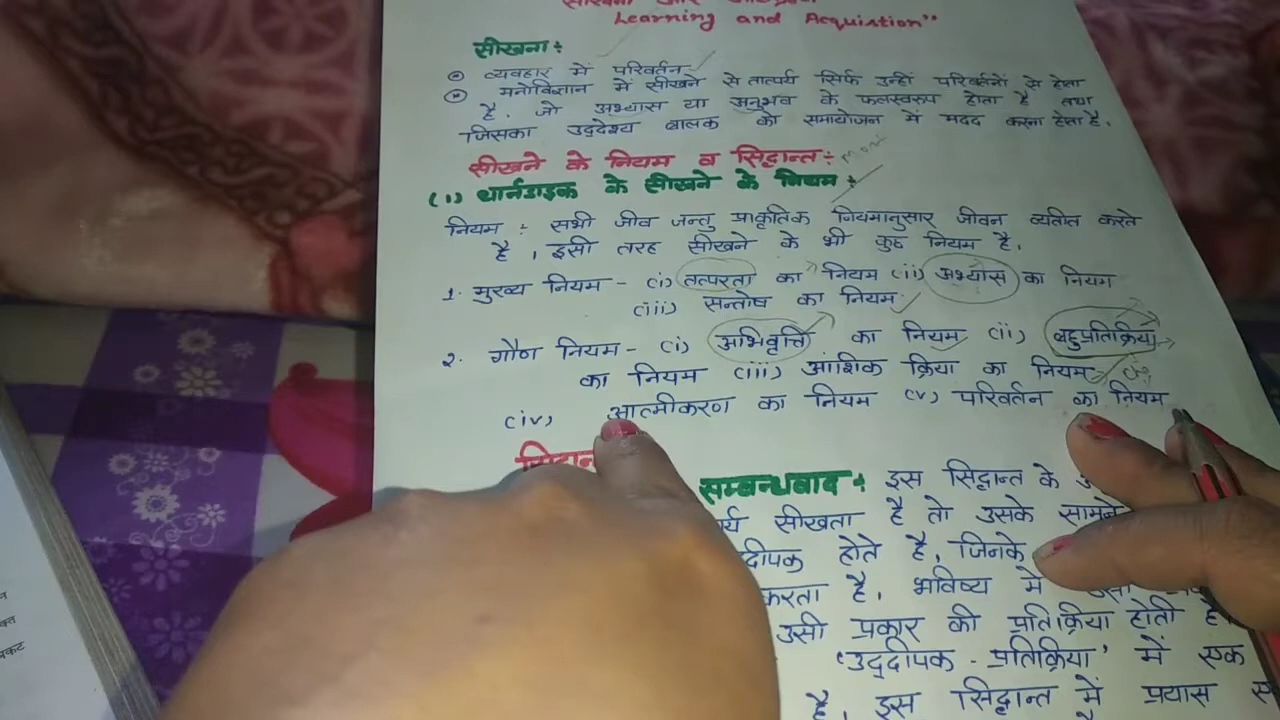 Learning and Acquistion"
सीखना :
व्यवहार में परिवर्तन
मनोविज्ञान में सीखने से तात्पर्य सिर्फ उन्हीं परिवर्तनों से होता
है, जो अभ्यास या अनुभव के फलस्वरूप होता है तथा
जिसका उद्देश्य बालक को समायोजन में मदद करना होता है.
सीखने के नियम व सिद्धान्त :
(i) थार्नडाइक के सीखने के नियम :
नियम : सभी जीव जन्तु प्राकृतिक नियमानुसार जीवन व्यतीत करते
है, इसी तरह सीखने के भी कुछ नियम है.
1. मुख्य नियम - (i) तत्परता का नियम (ii) अभ्यास का नियम
(iii) सन्तोष का नियम
२. गौण नियम - (i) अभिवृत्ति का नियम (ii) बहुप्रतिक्रिया
का नियम (iii) आंशिक क्रिया का नियम
(iv) आत्मीकरण का नियम (v) परिवर्तन का नियम
सम्बन्धवाद : इस सिद्धान्त के
सीखता है तो उसके सामने
होते है, जिनके
करता है, भविष्य में
उसी प्रकार की प्रतिक्रिया होती है
'उद्दीपक - प्रतिक्रिया' में एक
है, इस सिद्धान्त में प्रयास